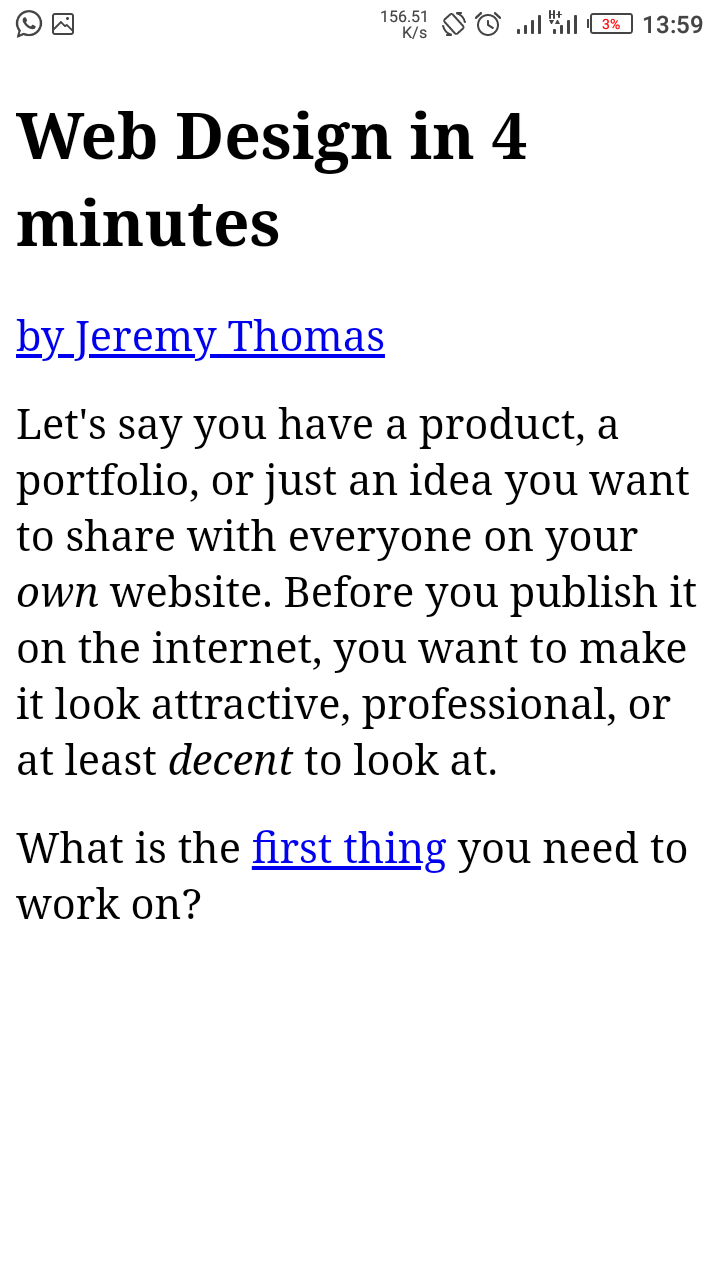 156.51
K/s
H+
3%
13:59
Web Design in 4
minutes
by Jeremy Thomas
Let's say you have a product, a
portfolio, or just an idea you want
to share with everyone on your
own website. Before you publish it
on the internet, you want to make
it look attractive, professional, or
at least decent to look at.
What is the first thing you need to
work on?